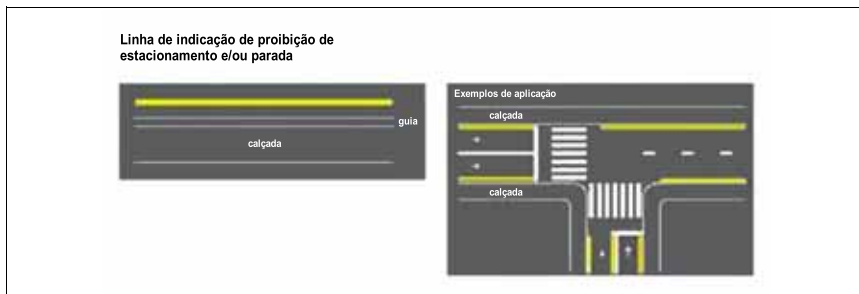 Linha de indicação de proibição de
estacionamento e/ou parada
guia
calçada
Exemplos de aplicação
calçada
calçada